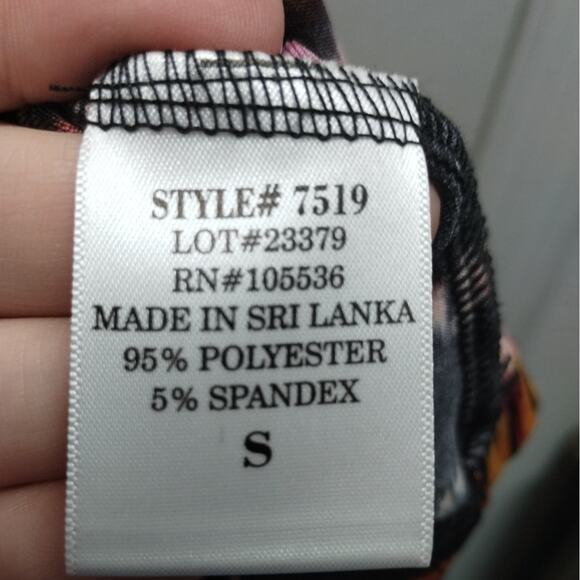 STYLE# 7519
LOT#23379
RN#105536
MADE IN SRI LANKA
95% POLYESTER
5% SPANDEX
S